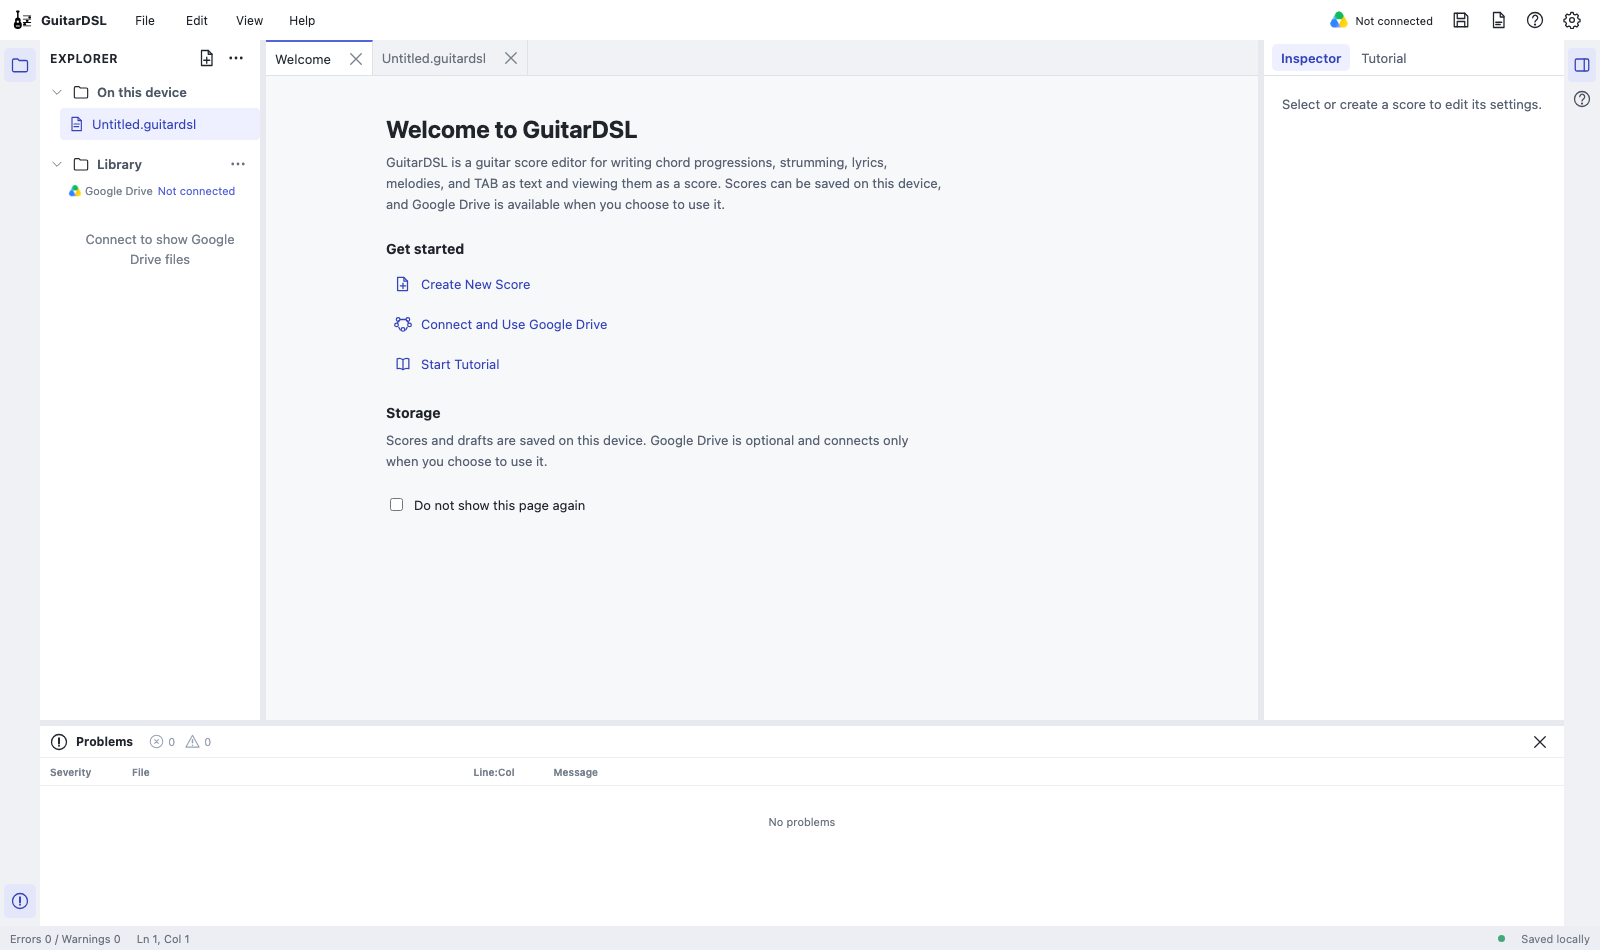 GuitarDSL File Edit View Help Not connected
EXPLORER
On this device
Untitled.guitardsl
Library
Google Drive Not connected
Connect to show Google
Drive files
Welcome Untitled.guitardsl
Welcome to GuitarDSL
GuitarDSL is a guitar score editor for writing chord progressions, strumming, lyrics,
melodies, and TAB as text and viewing them as a score. Scores can be saved on this device,
and Google Drive is available when you choose to use it.
Get started
Create New Score
Connect and Use Google Drive
Start Tutorial
Storage
Scores and drafts are saved on this device. Google Drive is optional and connects only
when you choose to use it.
Do not show this page again
Inspector Tutorial
Select or create a score to edit its settings.
Problems 0 0
Severity File Line:Col Message
No problems
Errors 0 / Warnings 0 Ln 1, Col 1 Saved locally